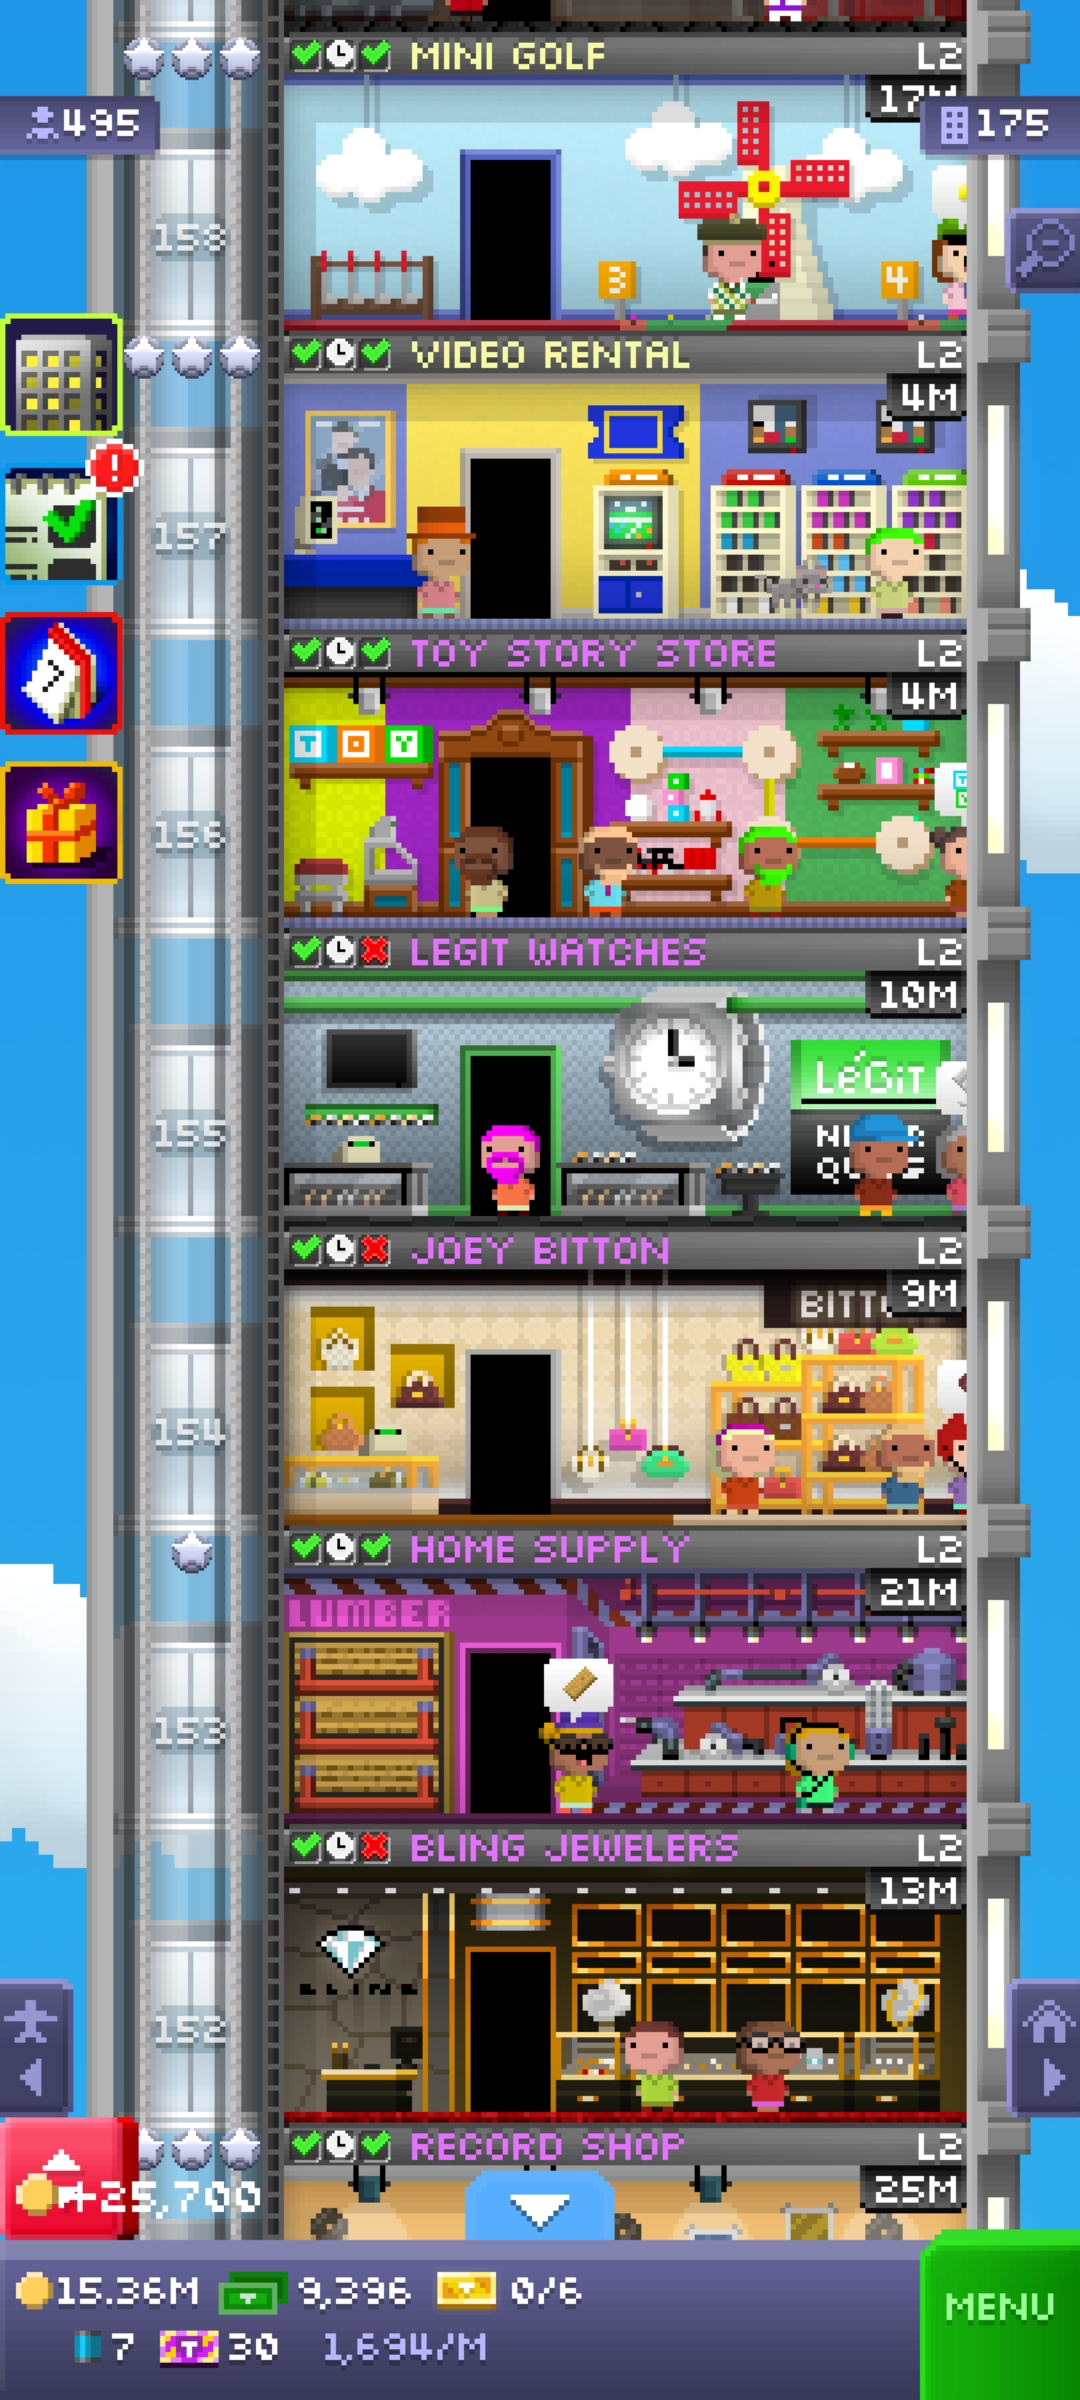 MINI GOLF L2
17M
495
175
158
3
4
VIDEO RENTAL L2
4M
157
TOY STORY STORE L2
4M
TOY
156
LEGIT WATCHES L2
10M
LéGiT
155
JOEY BITTON L2
9M
154
HOME SUPPLY L2
21M
LUMBER
153
BLING JEWELERS L2
13M
BLING
152
RECORD SHOP L2
25M
+25,700
15.36M 9,396 0/6
7 T 30 1,694/M
MENU